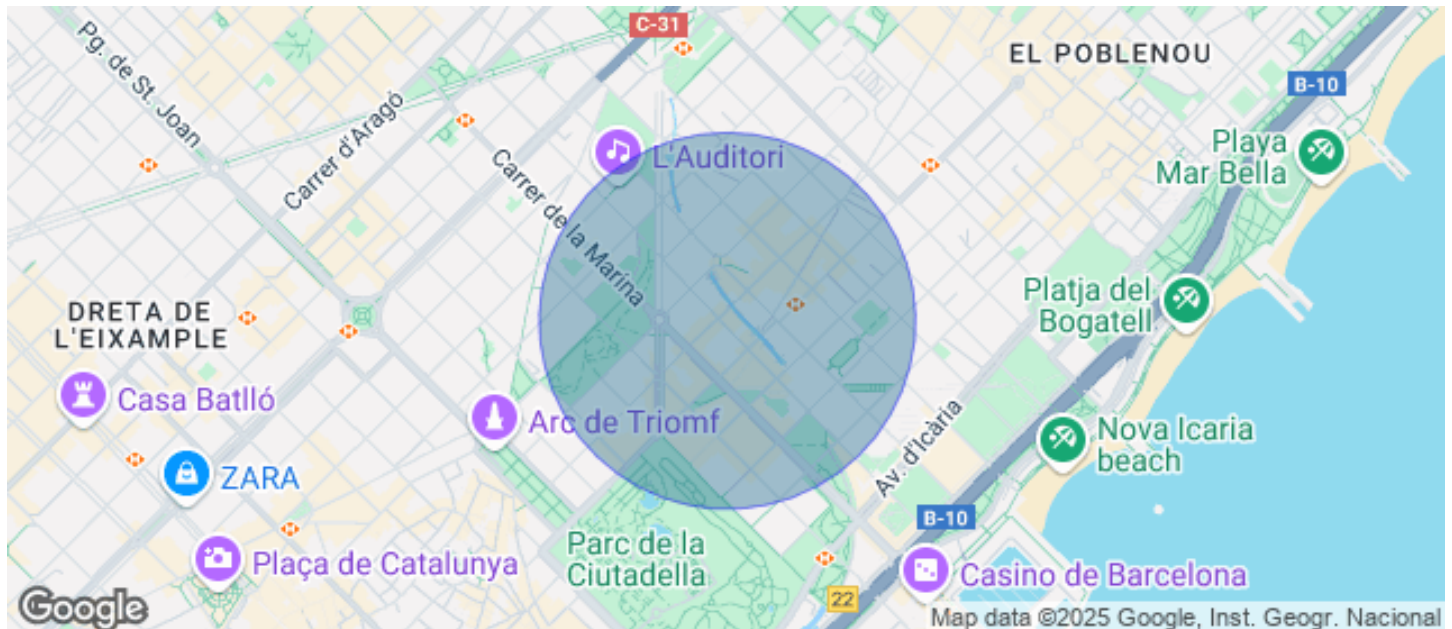 C-31
EL POBLENOU
B-10
Pg. de St. Joan
Carrer d'Aragó
Playa
Mar Bella
L'Auditori
Carrer de la Marina
DRETA DE
L'EIXAMPLE
Platja del
Bogatell
Casa Batlló
Arc de Triomf
Av. d'Icària
Nova Icaria
beach
ZARA
B-10
Plaça de Catalunya
Parc de la
Ciutadella
Casino de Barcelona
22
Google
Map data ©2025 Google, Inst. Geogr. Nacional